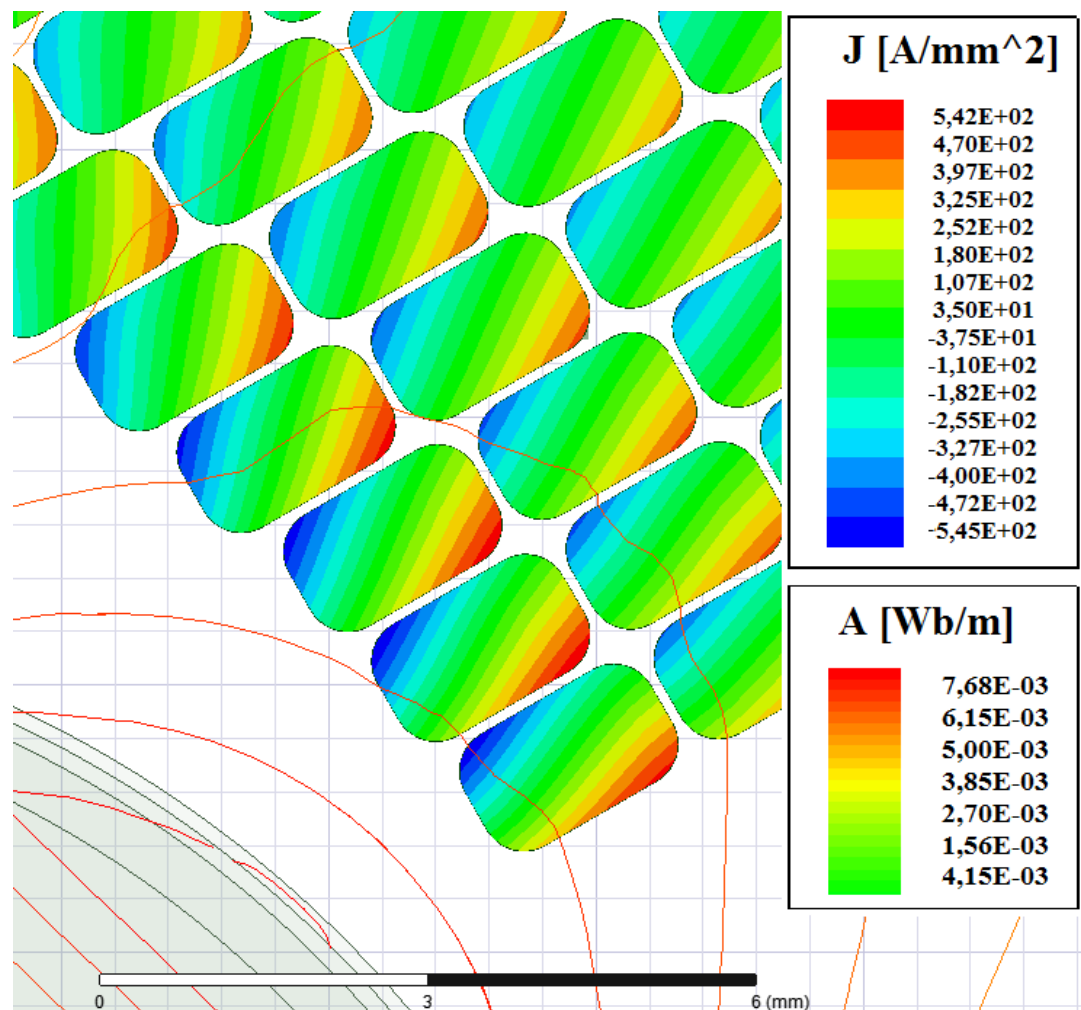 J [A/mm^2]
5,42E+02
4,70E+02
3,97E+02
3,25E+02
2,52E+02
1,80E+02
1,07E+02
3,50E+01
-3,75E+01
-1,10E+02
-1,82E+02
-2,55E+02
-3,27E+02
-4,00E+02
-4,72E+02
-5,45E+02
A [Wb/m]
7,68E-03
6,15E-03
5,00E-03
3,85E-03
2,70E-03
1,56E-03
4,15E-03
0 3 6 (mm)